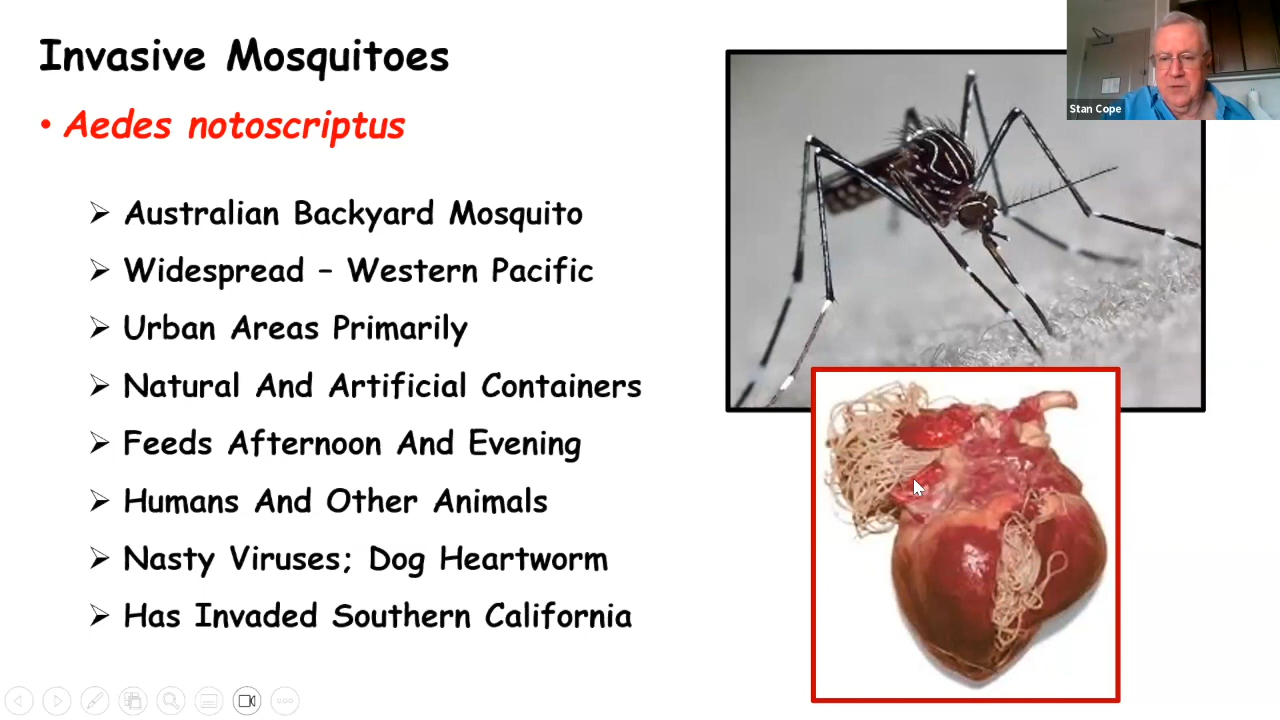 Invasive Mosquitoes
• Aedes notoscriptus
➢ Australian Backyard Mosquito
➢ Widespread – Western Pacific
➢ Urban Areas Primarily
➢ Natural And Artificial Containers
➢ Feeds Afternoon And Evening
➢ Humans And Other Animals
➢ Nasty Viruses; Dog Heartworm
➢ Has Invaded Southern California
Stan Cope